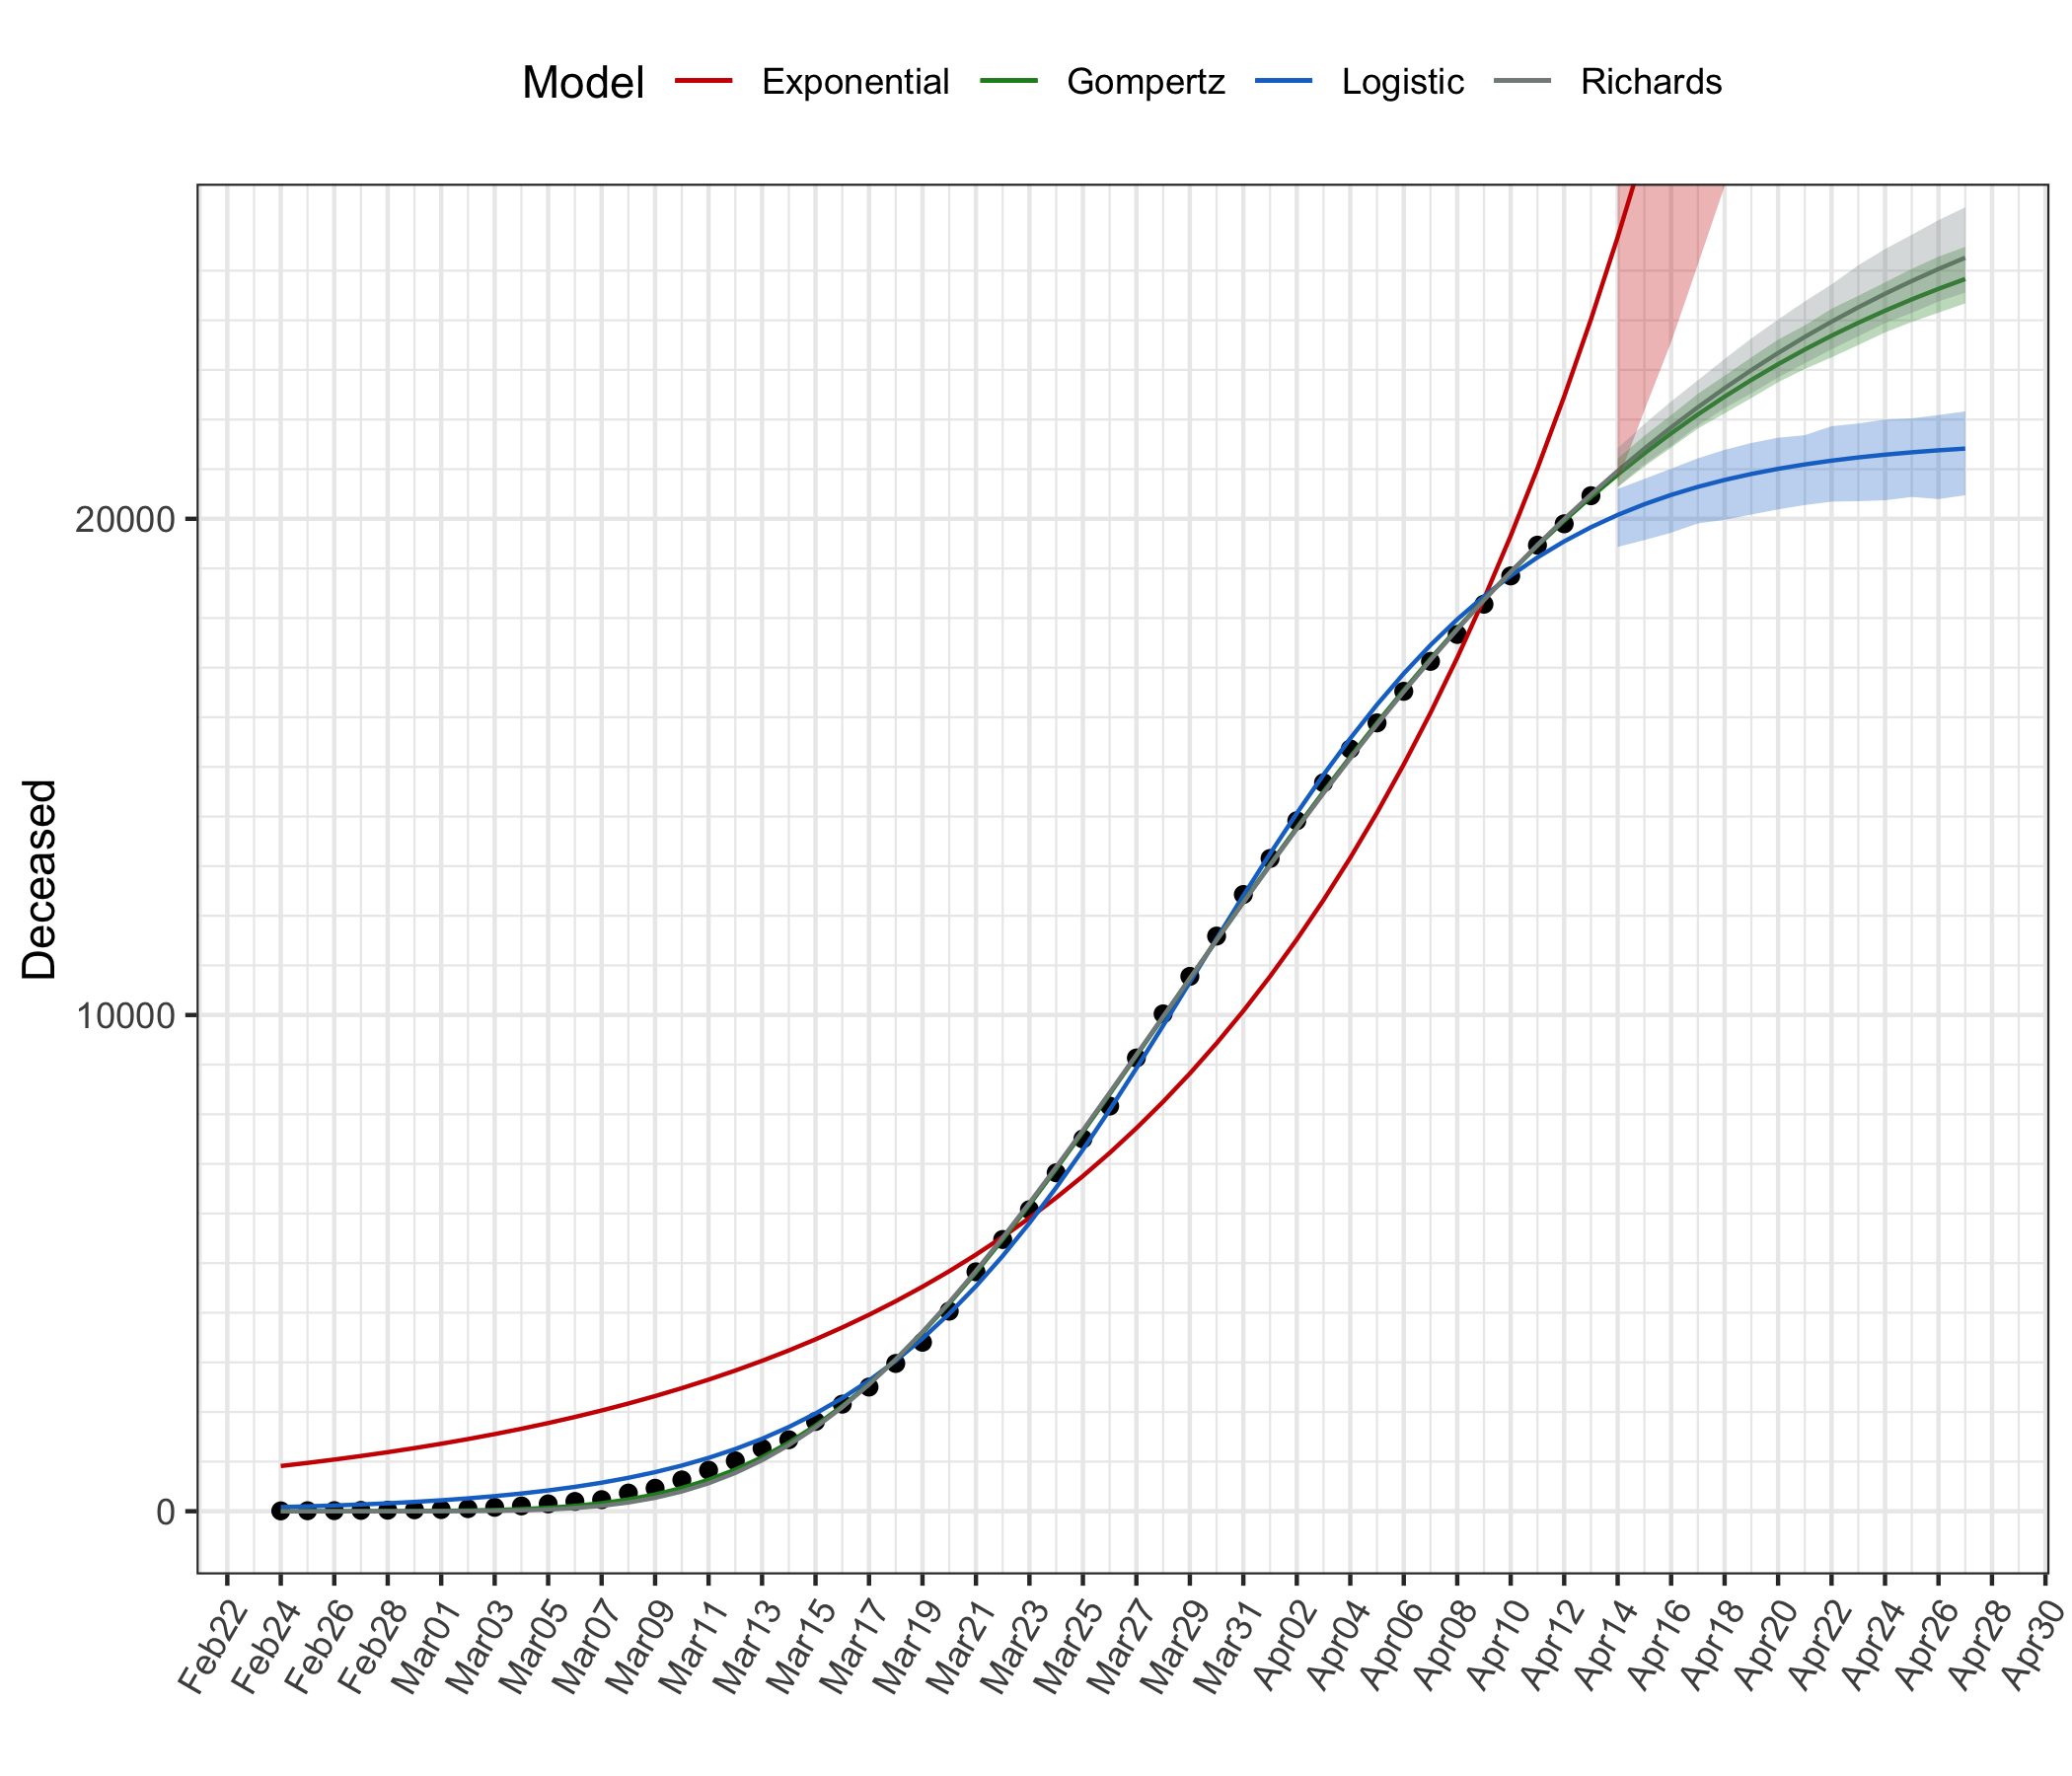 Model Exponential Gompertz Logistic Richards
Deceased
20000
10000
0
Feb22 Feb24 Feb26 Feb28 Mar01 Mar03 Mar05 Mar07 Mar09 Mar11 Mar13 Mar15 Mar17 Mar19 Mar21 Mar23 Mar25 Mar27 Mar29 Mar31 Apr02 Apr04 Apr06 Apr08 Apr10 Apr12 Apr14 Apr16 Apr18 Apr20 Apr22 Apr24 Apr26 Apr28 Apr30